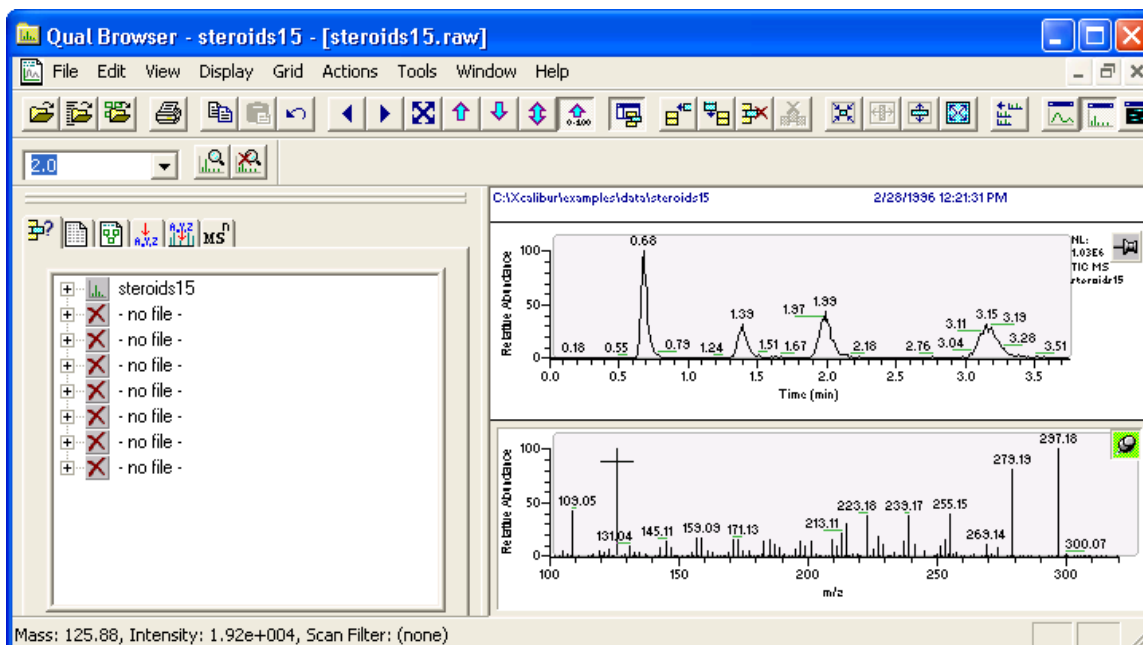 Qual Browser - steroids15 - [steroids15.raw]
File Edit View Display Grid Actions Tools Window Help
0-100
2.0
? A,Y,Z A,Y,Z MSn
steroids15
- no file -
- no file -
- no file -
- no file -
- no file -
- no file -
- no file -
C:\Xcalibur\examples\data\steroids15 2/28/1996 12:21:31 PM
NL:
1.03E6
TIC MS
steroids15
Relative Abundance
100
50
0
0.68
1.97 1.99
1.39
3.11 3.15 3.19
0.18 0.55 0.79 1.24 1.51 1.67 2.18 2.76 3.04 3.28 3.51
0.0 0.5 1.0 1.5 2.0 2.5 3.0 3.5
Time (min)
Relative Abundance
100
50
0
297.18
279.19
109.05
223.18 239.17 255.15
131.04 145.11 159.09 171.13 213.11 269.14
300.07
100 150 200 250 300
m/z
Mass: 125.88, Intensity: 1.92e+004, Scan Filter: (none)